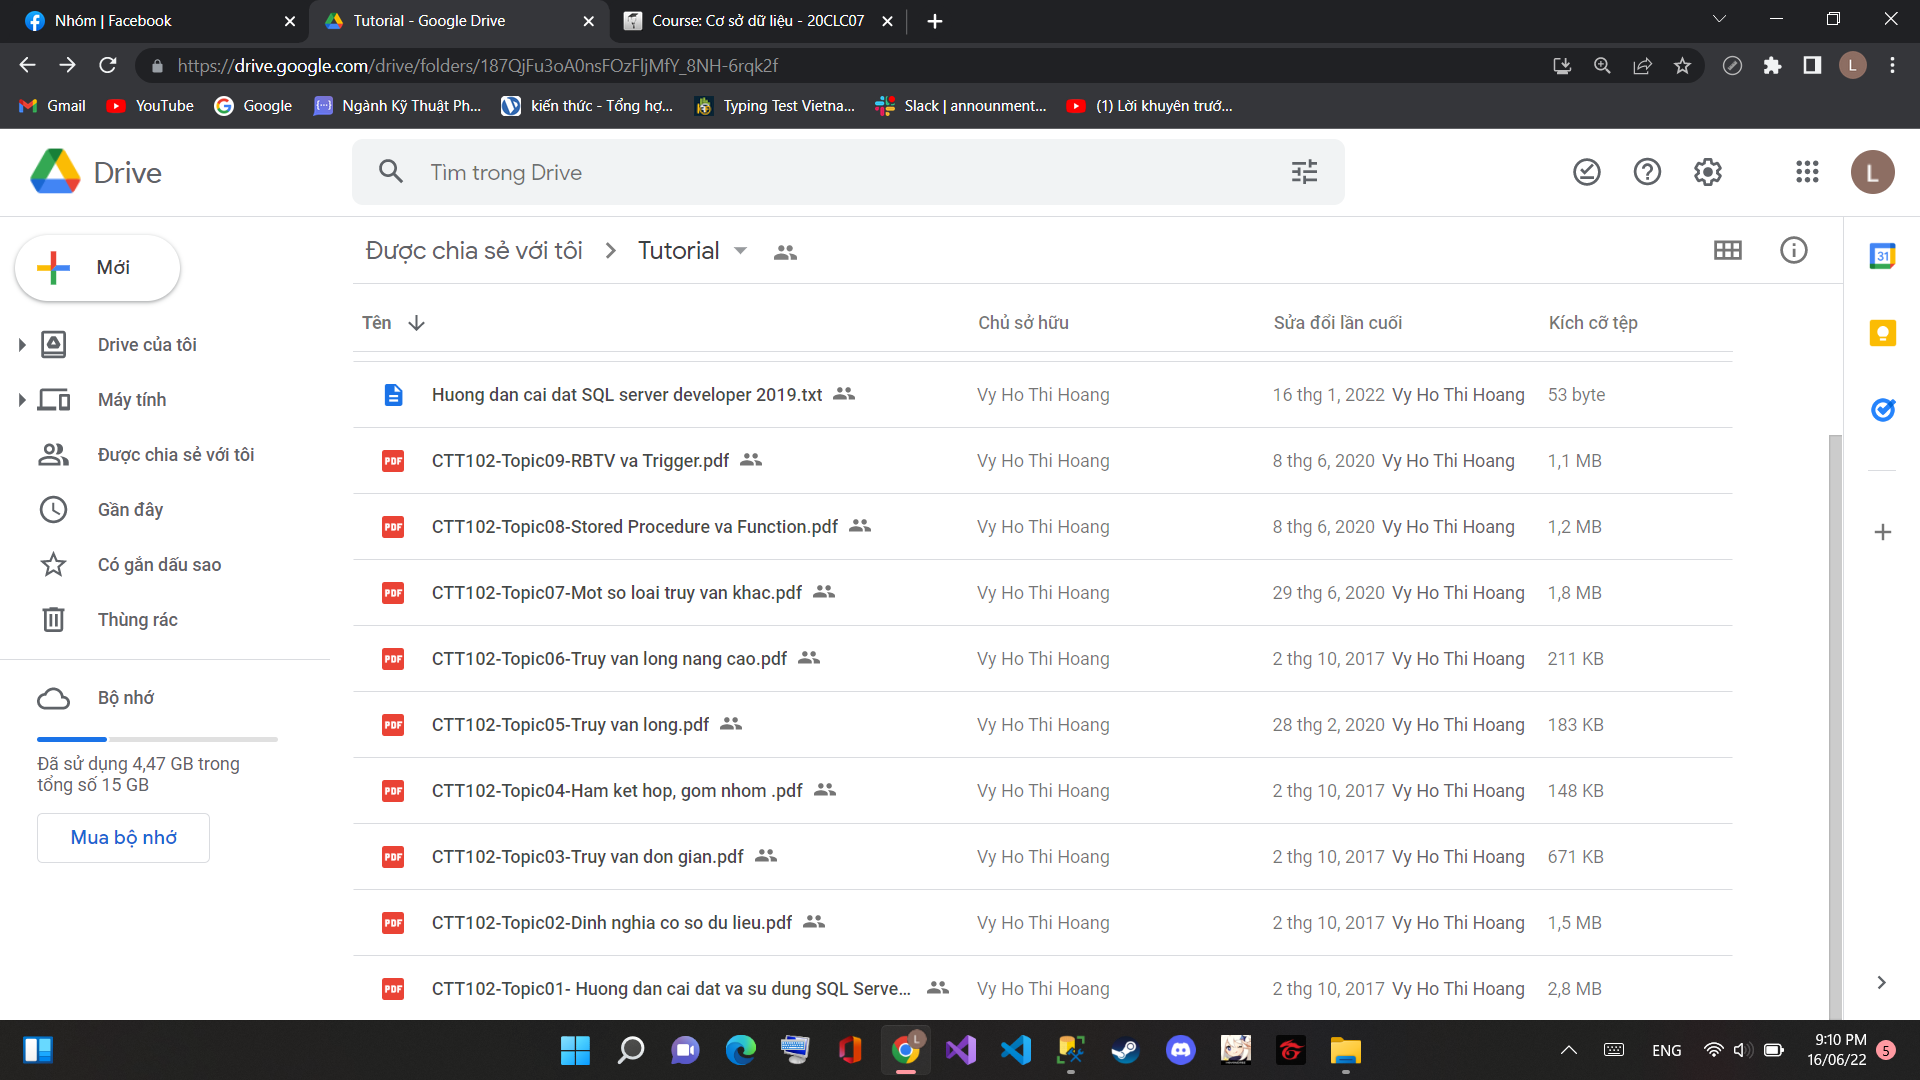 Nhóm | Facebook
Tutorial - Google Drive
Course: Cơ sở dữ liệu - 20CLC07
https://drive.google.com/drive/folders/187QjFu3oA0nsFOzFljMfY_8NH-6rqk2f
L
Gmail
YouTube
Google
Ngành Kỹ Thuật Ph...
kiến thức - Tổng hợ...
Typing Test Vietna...
Slack | announment...
(1) Lời khuyên trướ...
Drive
Tìm trong Drive
L
Mới
Được chia sẻ với tôi
Tutorial
31
Tên
Chủ sở hữu
Sửa đổi lần cuối
Kích cỡ tệp
Drive của tôi
Máy tính
Được chia sẻ với tôi
Gần đây
Có gắn dấu sao
Thùng rác
Bộ nhớ
Đã sử dụng 4,47 GB trong
tổng số 15 GB
Mua bộ nhớ
Huong dan cai dat SQL server developer 2019.txt Vy Ho Thi Hoang 16 thg 1, 2022 Vy Ho Thi Hoang 53 byte
PDF CTT102-Topic09-RBTV va Trigger.pdf Vy Ho Thi Hoang 8 thg 6, 2020 Vy Ho Thi Hoang 1,1 MB
PDF CTT102-Topic08-Stored Procedure va Function.pdf Vy Ho Thi Hoang 8 thg 6, 2020 Vy Ho Thi Hoang 1,2 MB
PDF CTT102-Topic07-Mot so loai truy van khac.pdf Vy Ho Thi Hoang 29 thg 6, 2020 Vy Ho Thi Hoang 1,8 MB
PDF CTT102-Topic06-Truy van long nang cao.pdf Vy Ho Thi Hoang 2 thg 10, 2017 Vy Ho Thi Hoang 211 KB
PDF CTT102-Topic05-Truy van long.pdf Vy Ho Thi Hoang 28 thg 2, 2020 Vy Ho Thi Hoang 183 KB
PDF CTT102-Topic04-Ham ket hop, gom nhom .pdf Vy Ho Thi Hoang 2 thg 10, 2017 Vy Ho Thi Hoang 148 KB
PDF CTT102-Topic03-Truy van don gian.pdf Vy Ho Thi Hoang 2 thg 10, 2017 Vy Ho Thi Hoang 671 KB
PDF CTT102-Topic02-Dinh nghia co so du lieu.pdf Vy Ho Thi Hoang 2 thg 10, 2017 Vy Ho Thi Hoang 1,5 MB
PDF CTT102-Topic01- Huong dan cai dat va su dung SQL Serve... Vy Ho Thi Hoang 2 thg 10, 2017 Vy Ho Thi Hoang 2,8 MB
L
ENG
9:10 PM
16/06/22
5